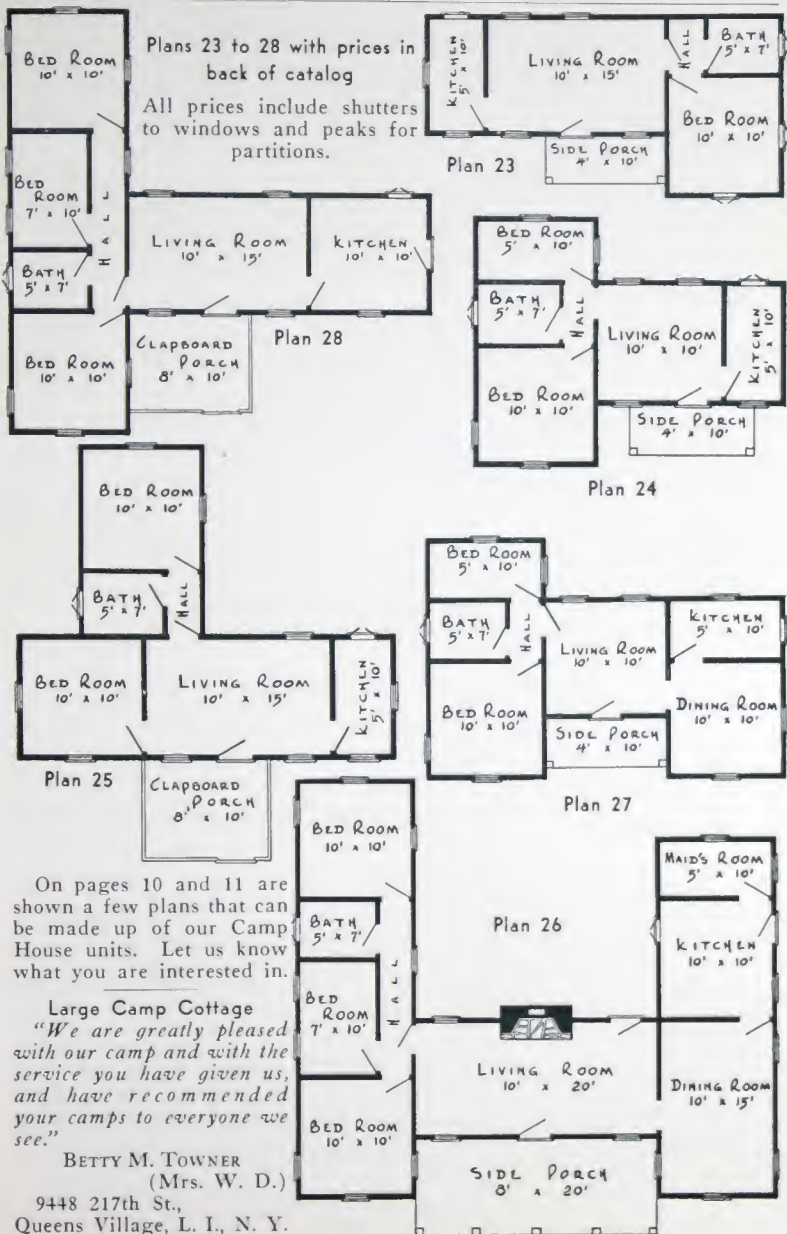 Plans 23 to 28 with prices in
back of catalog
All prices include shutters
to windows and peaks for
partitions.
BED ROOM
10' x 10'
BED
ROOM
7' x 10'
HALL
BATH
5' x 7'
BED ROOM
10' x 10'
LIVING ROOM
10' x 15'
KITCHEN
10' x 10'
CLAPBOARD
PORCH
8' x 10'
Plan 28
KITCHEN
5' x 10'
LIVING ROOM
10' x 15'
HALL
BATH
5' x 7'
BED ROOM
10' x 10'
SIDE PORCH
4' x 10'
Plan 23
BED ROOM
5' x 10'
BATH
5' x 7'
HALL
LIVING ROOM
10' x 10'
KITCHEN
5' x 10'
BED ROOM
10' x 10'
SIDE PORCH
4' x 10'
Plan 24
BED ROOM
10' x 10'
BATH
5' x 7'
HALL
BED ROOM
10' x 10'
LIVING ROOM
10' x 15'
KITCHEN
5' x 10'
Plan 25
CLAPBOARD
PORCH
8' x 10'
BED ROOM
5' x 10'
BATH
5' x 7'
HALL
LIVING ROOM
10' x 10'
KITCHEN
5' x 10'
BED ROOM
10' x 10'
DINING ROOM
10' x 10'
SIDE PORCH
4' x 10'
Plan 27
BED ROOM
10' x 10'
BATH
5' x 7'
HALL
BED
ROOM
7' x 10'
BED ROOM
10' x 10'
Plan 26
MAID'S ROOM
5' x 10'
KITCHEN
10' x 10'
LIVING ROOM
10' x 20'
DINING ROOM
10' x 15'
SIDE PORCH
8' x 20'
On pages 10 and 11 are
shown a few plans that can
be made up of our Camp
House units. Let us know
what you are interested in.
Large Camp Cottage
"We are greatly pleased
with our camp and with the
service you have given us,
and have recommended
your camps to everyone we
see."
BETTY M. TOWNER
(Mrs. W. D.)
9448 217th St.,
Queens Village, L. I., N. Y.